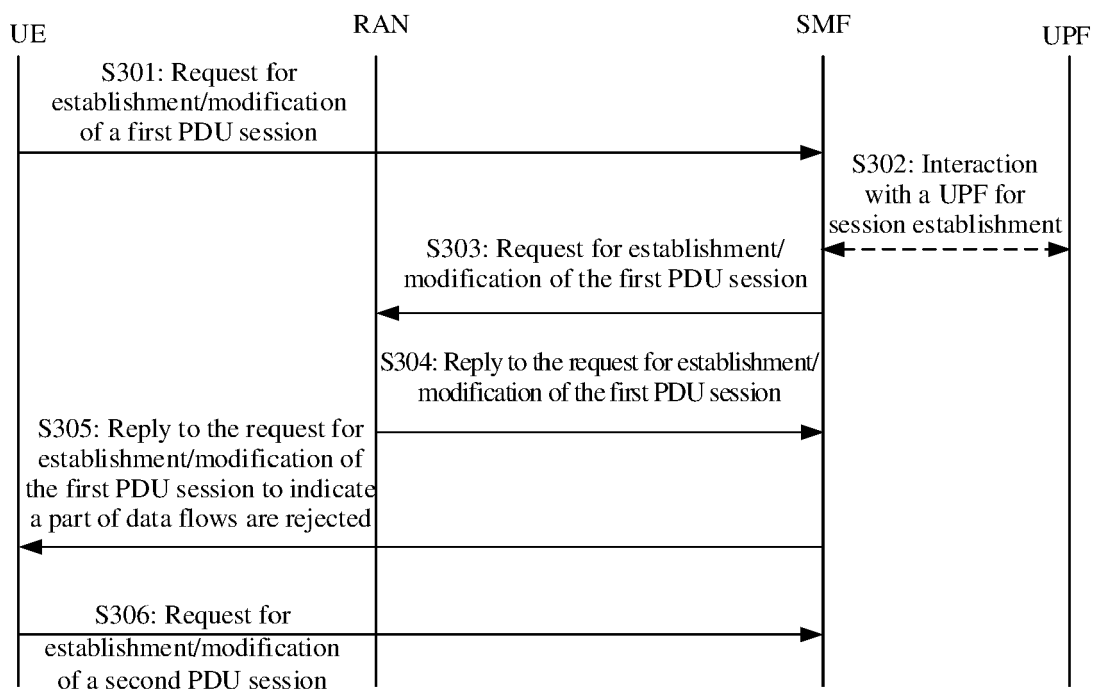 UE
RAN
SMF
UPF
S301: Request for
establishment/modification
of a first PDU session
S302: Interaction
with a UPF for
session establishment
S303: Request for establishment/
modification of the first PDU session
S304: Reply to the request for establishment/
modification of the first PDU session
S305: Reply to the request for
establishment/modification of
the first PDU session to indicate
a part of data flows are rejected
S306: Request for
establishment/modification
of a second PDU session